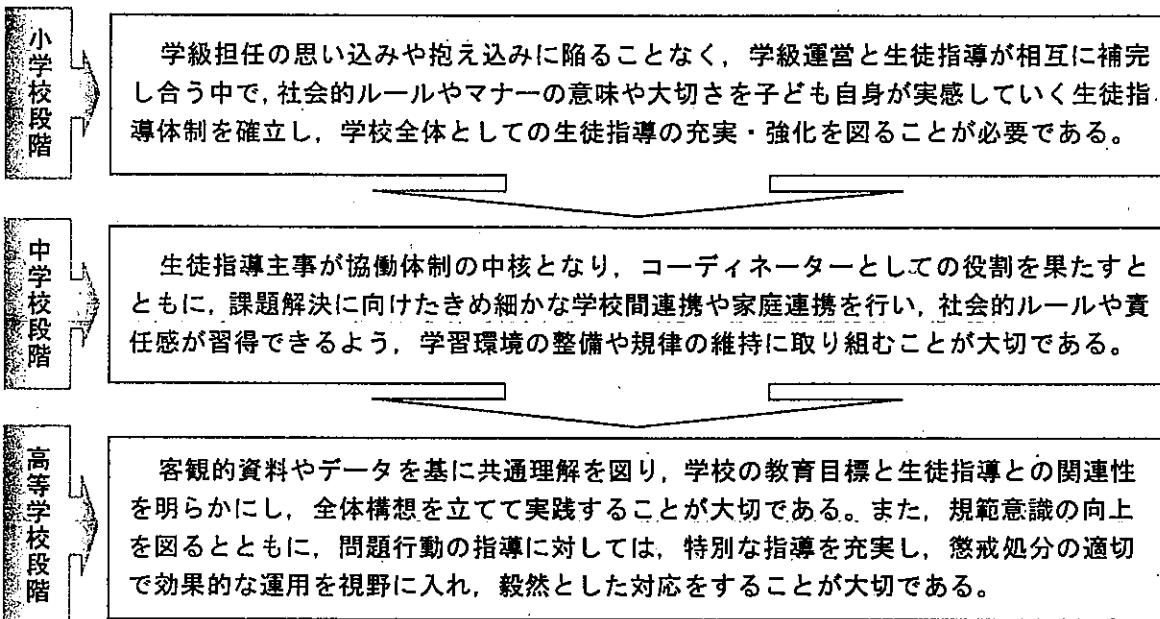 小学校段階
学級担任の思い込みや抱え込みに陥ることなく，学級運営と生徒指導が相互に補完
し合う中で，社会的ルールやマナーの意味や大切さを子ども自身が実感していく生徒指
導体制を確立し，学校全体としての生徒指導の充実・強化を図ることが必要である。
中学校段階
生徒指導主事が協働体制の中核となり，コーディネーターとしての役割を果たすと
ともに，課題解決に向けたきめ細かな学校間連携や家庭連携を行い，社会的ルールや責
任感が習得できるよう，学習環境の整備や規律の維持に取り組むことが大切である。
高等学校段階
客観的資料やデータを基に共通理解を図り，学校の教育目標と生徒指導との関連性
を明らかにし，全体構想を立てて実践することが大切である。また，規範意識の向上
を図るとともに，問題行動の指導に対しては，特別な指導を充実し，懲戒処分の適切
で効果的な運用を視野に入れ，毅然とした対応をすることが大切である。